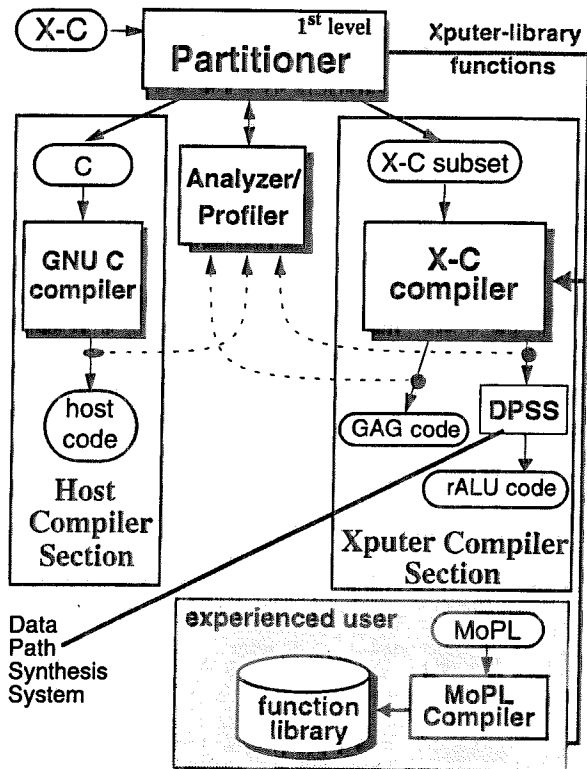 X-C
1st level
Partitioner
Xputer-library
functions
C
Analyzer/
Profiler
X-C subset
GNU C
compiler
X-C
compiler
host
code
GAG code
DPSS
rALU code
Host
Compiler
Section
Xputer Compiler
Section
Data
Path
Synthesis
System
experienced user
MoPL
function
library
MoPL
Compiler